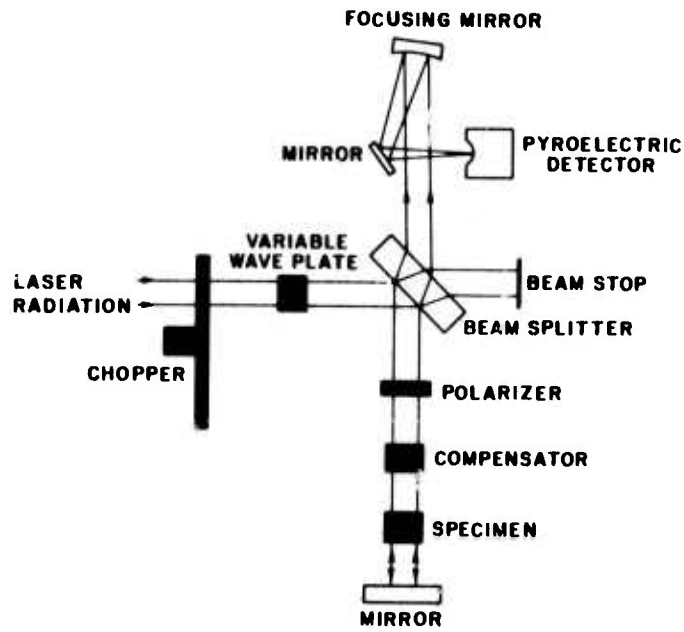 FOCUSING MIRROR
MIRROR
PYROELECTRIC
DETECTOR
VARIABLE
WAVE PLATE
LASER
RADIATION
BEAM STOP
BEAM SPLITTER
CHOPPER
POLARIZER
COMPENSATOR
SPECIMEN
MIRROR